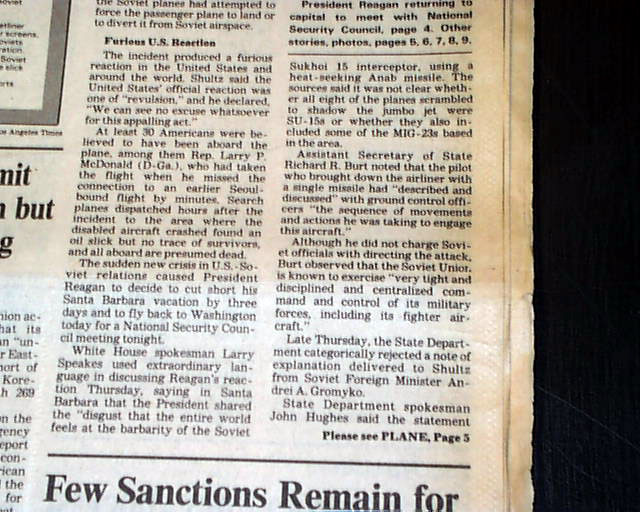 the Soviet planes had attempted to
force the passenger plane to land or
to divert it from Soviet airspace.
Furious U.S. Reaction
The incident produced a furious
reaction in the United States and
around the world. Shultz said the
United States' official reaction was
one of "revulsion," and he declared,
"We can see no excuse whatsoever
for this appalling act."
At least 30 Americans were be-
lieved to have been aboard the
plane, among them Rep. Larry P.
McDonald (D-Ga.), who had taken
the flight when he missed the
connection to an earlier Seoul-
bound flight by minutes. Search
planes dispatched hours after the
incident to the area where the
disabled aircraft crashed found an
oil slick but no trace of survivors,
and all aboard are presumed dead.
The sudden new crisis in U.S.-So-
viet relations caused President
Reagan to decide to cut short his
Santa Barbara vacation by three
days and to fly back to Washington
today for a National Security Coun-
cil meeting tonight.
White House spokesman Larry
Speakes used extraordinary lan-
guage in discussing Reagan's reac-
tion Thursday, saying in Santa
Barbara that the President shared
the "disgust that the entire world
feels at the barbarity of the Soviet
President Reagan returning to
capital to meet with National
Security Council, page 4. Other
stories, photos, pages 5, 6, 7, 8, 9.
Sukhoi 15 interceptor, using a
heat-seeking Anab missile. The
sources said it was not clear wheth-
er all eight of the planes scrambled
to shadow the jumbo jet were
SU-15s or whether they also in-
cluded some of the MIG-23s based
in the area.
Assistant Secretary of State
Richard R. Burt noted that the pilot
who brought down the airliner with
a single missile had "described and
discussed" with ground control offi-
cers "the sequence of movements
and actions he was taking to engage
this aircraft."
Although he did not charge Sovi-
et officials with directing the attack,
Burt observed that the Soviet Union
is known to exercise "very tight and
disciplined and centralized com-
mand and control of its military
forces, including its fighter air-
craft."
Late Thursday, the State Depart-
ment categorically rejected a note of
explanation delivered to Shultz
from Soviet Foreign Minister An-
drei A. Gromyko.
State Department spokesman
John Hughes said the statement
Please see PLANE, Page 5
Few Sanctions Remain for
Los Angeles Times
but
that its
269
the
for